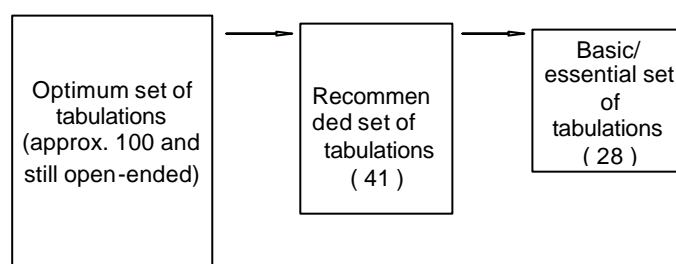 Optimum set of
tabulations
(approx. 100 and
still open-ended)
Recommen
ded set of
tabulations
( 41 )
Basic/
essential set
of
tabulations
( 28 )